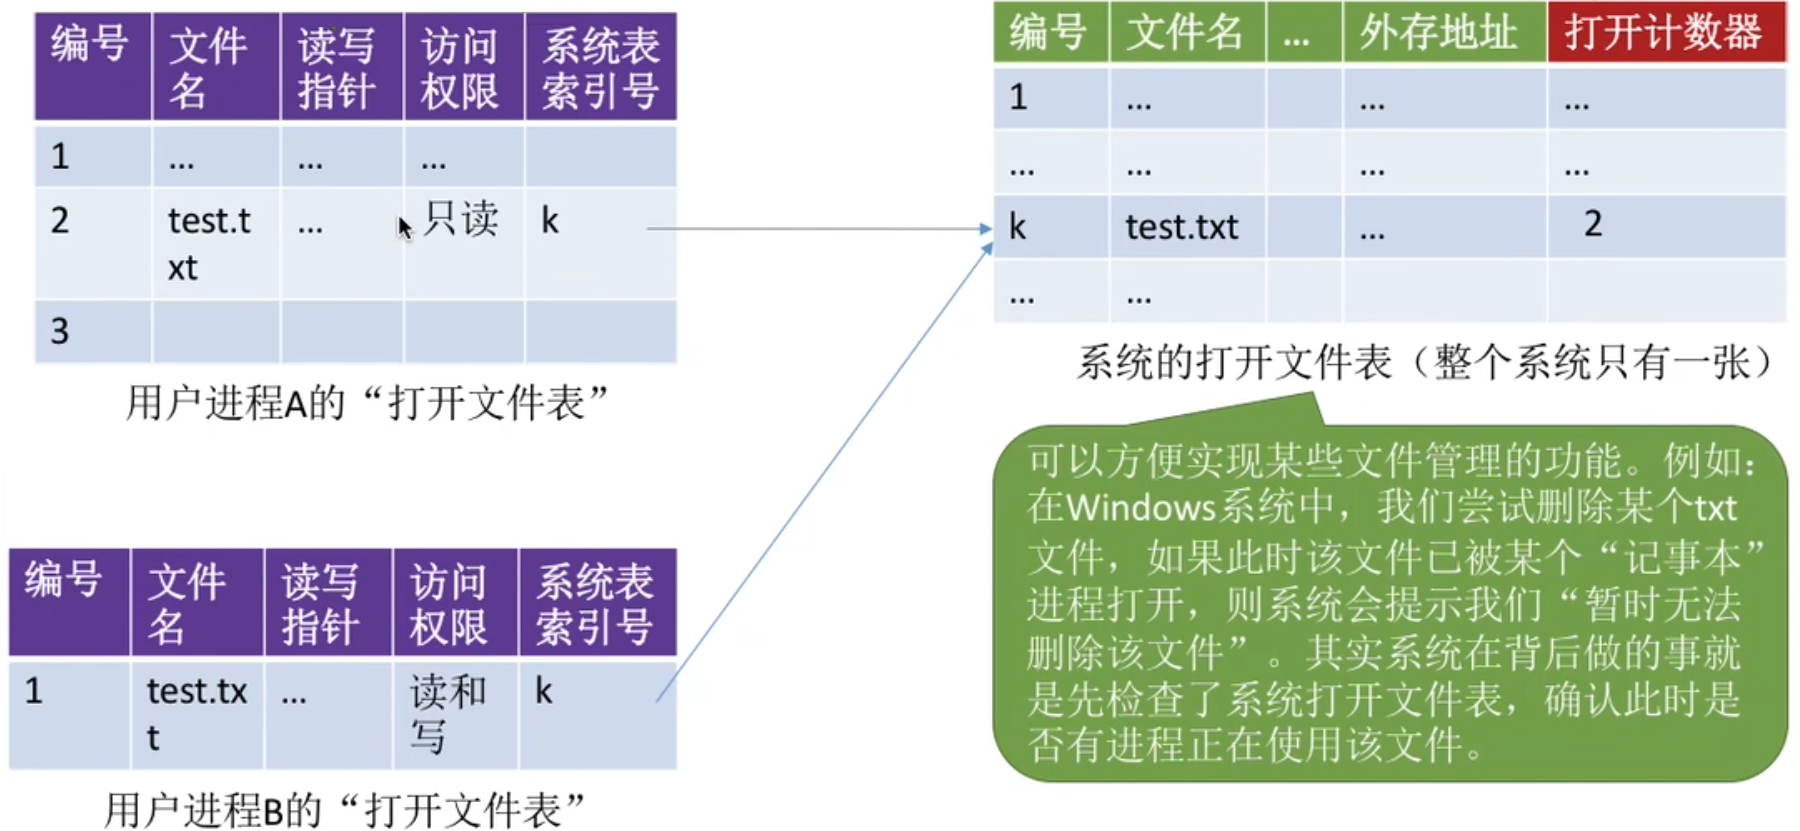 编号 文件名 读写指针 访问权限 系统表索引号
1 … … …
2 test.txt … 只读 k
3
用户进程A的“打开文件表”
编号 文件名 读写指针 访问权限 系统表索引号
1 test.txt … 读和写 k
用户进程B的“打开文件表”
编号 文件名 … 外存地址 打开计数器
1 … … …
… … … …
k test.txt … 2
… …
系统的打开文件表（整个系统只有一张）
可以方便实现某些文件管理的功能。例如：
在Windows系统中，我们尝试删除某个txt
文件，如果此时该文件已被某个“记事本”
进程打开，则系统会提示我们“暂时无法
删除该文件”。其实系统在背后做的事就
是先检查了系统打开文件表，确认此时是
否有进程正在使用该文件。